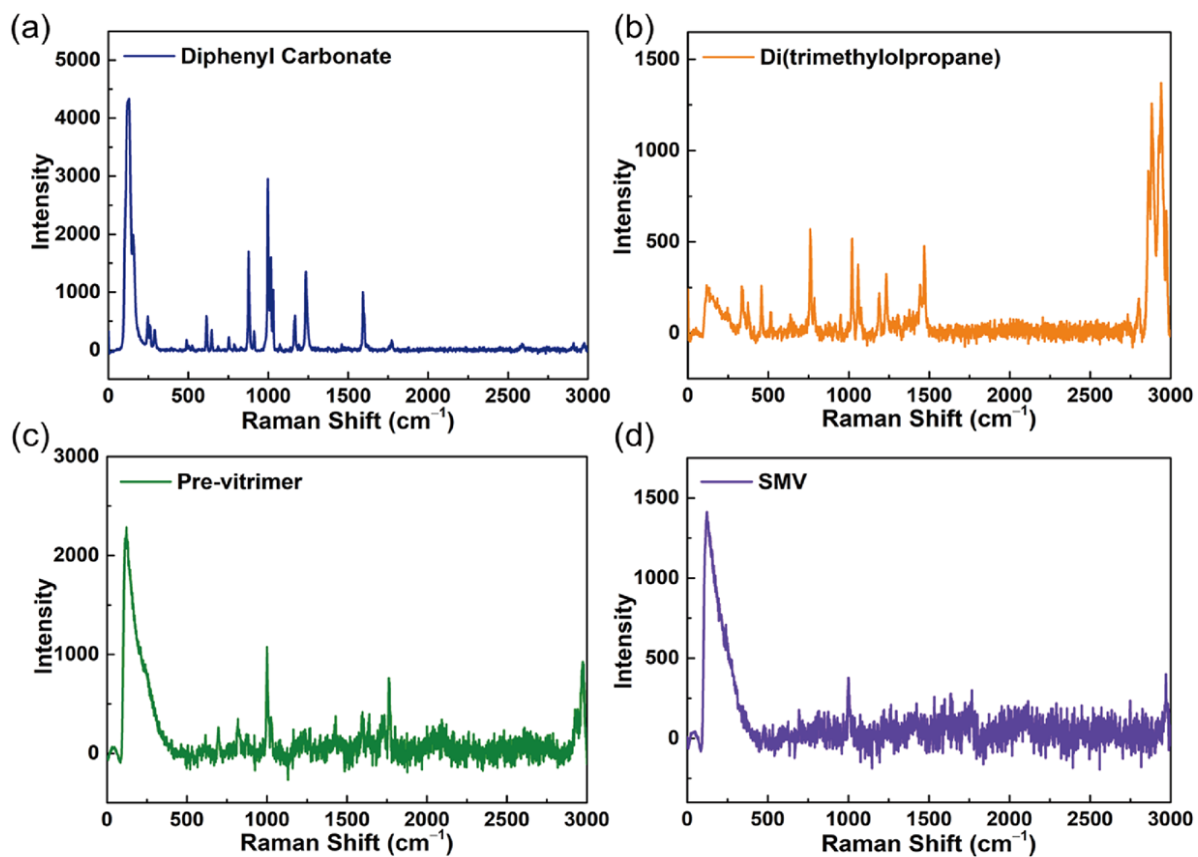 (a)
Diphenyl Carbonate
Intensity
5000
4000
3000
2000
1000
0
0 500 1000 1500 2000 2500 3000
Raman Shift (cm⁻¹)
(b)
Di(trimethylolpropane)
Intensity
1500
1000
500
0
0 500 1000 1500 2000 2500 3000
Raman Shift (cm⁻¹)
(c)
Pre-vitrimer
Intensity
3000
2000
1000
0
0 500 1000 1500 2000 2500 3000
Raman Shift (cm⁻¹)
(d)
SMV
Intensity
1500
1000
500
0
0 500 1000 1500 2000 2500 3000
Raman Shift (cm⁻¹)